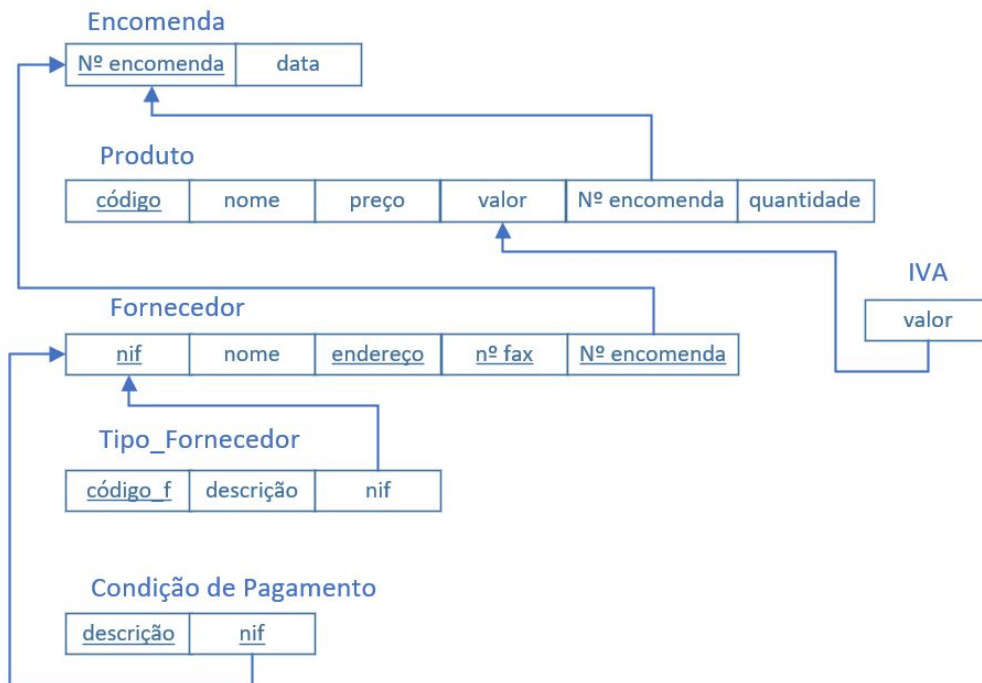 Encomenda
Nº encomenda data
Produto
código nome preço valor Nº encomenda quantidade
IVA
valor
Fornecedor
nif nome endereço nº fax Nº encomenda
Tipo_Fornecedor
código_f descrição nif
Condição de Pagamento
descrição nif